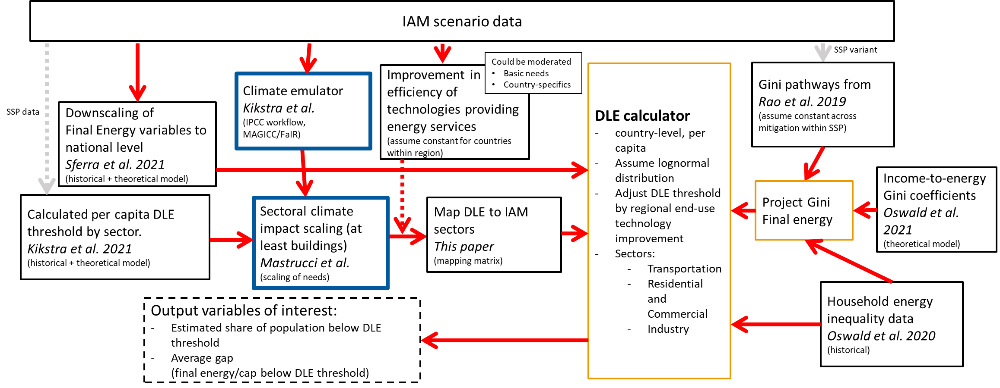 IAM scenario data
SSP data
SSP variant
Downscaling of
Final Energy variables to
national level
Sferra et al. 2021
(historical + theoretical model)
Climate emulator
Kikstra et al.
(IPCC workflow,
MAGICC/FaIR)
Improvement in
efficiency of
technologies providing
energy services
(assume constant for countries
within region)
Could be moderated
• Basic needs
• Country-specifics
DLE calculator
- country-level, per
capita
- Assume lognormal
distribution
- Adjust DLE threshold
by regional end-use
technology
improvement
- Sectors:
- Transportation
- Residential
and
Commercial
- Industry
Gini pathways from
Rao et al. 2019
(assume constant across
mitigation within SSP)
Calculated per capita DLE
threshold by sector.
Kikstra et al. 2021
(historical + theoretical model)
Sectoral climate
impact scaling (at
least buildings)
Mastrucci et al.
(scaling of needs)
Map DLE to IAM
sectors
This paper
(mapping matrix)
Project Gini
Final energy
Income-to-energy
Gini coefficients
Oswald et al.
2021
(theoretical model)
Household energy
inequality data
Oswald et al. 2020
(historical)
Output variables of interest:
- Estimated share of population below DLE
threshold
- Average gap
(final energy/cap below DLE threshold)